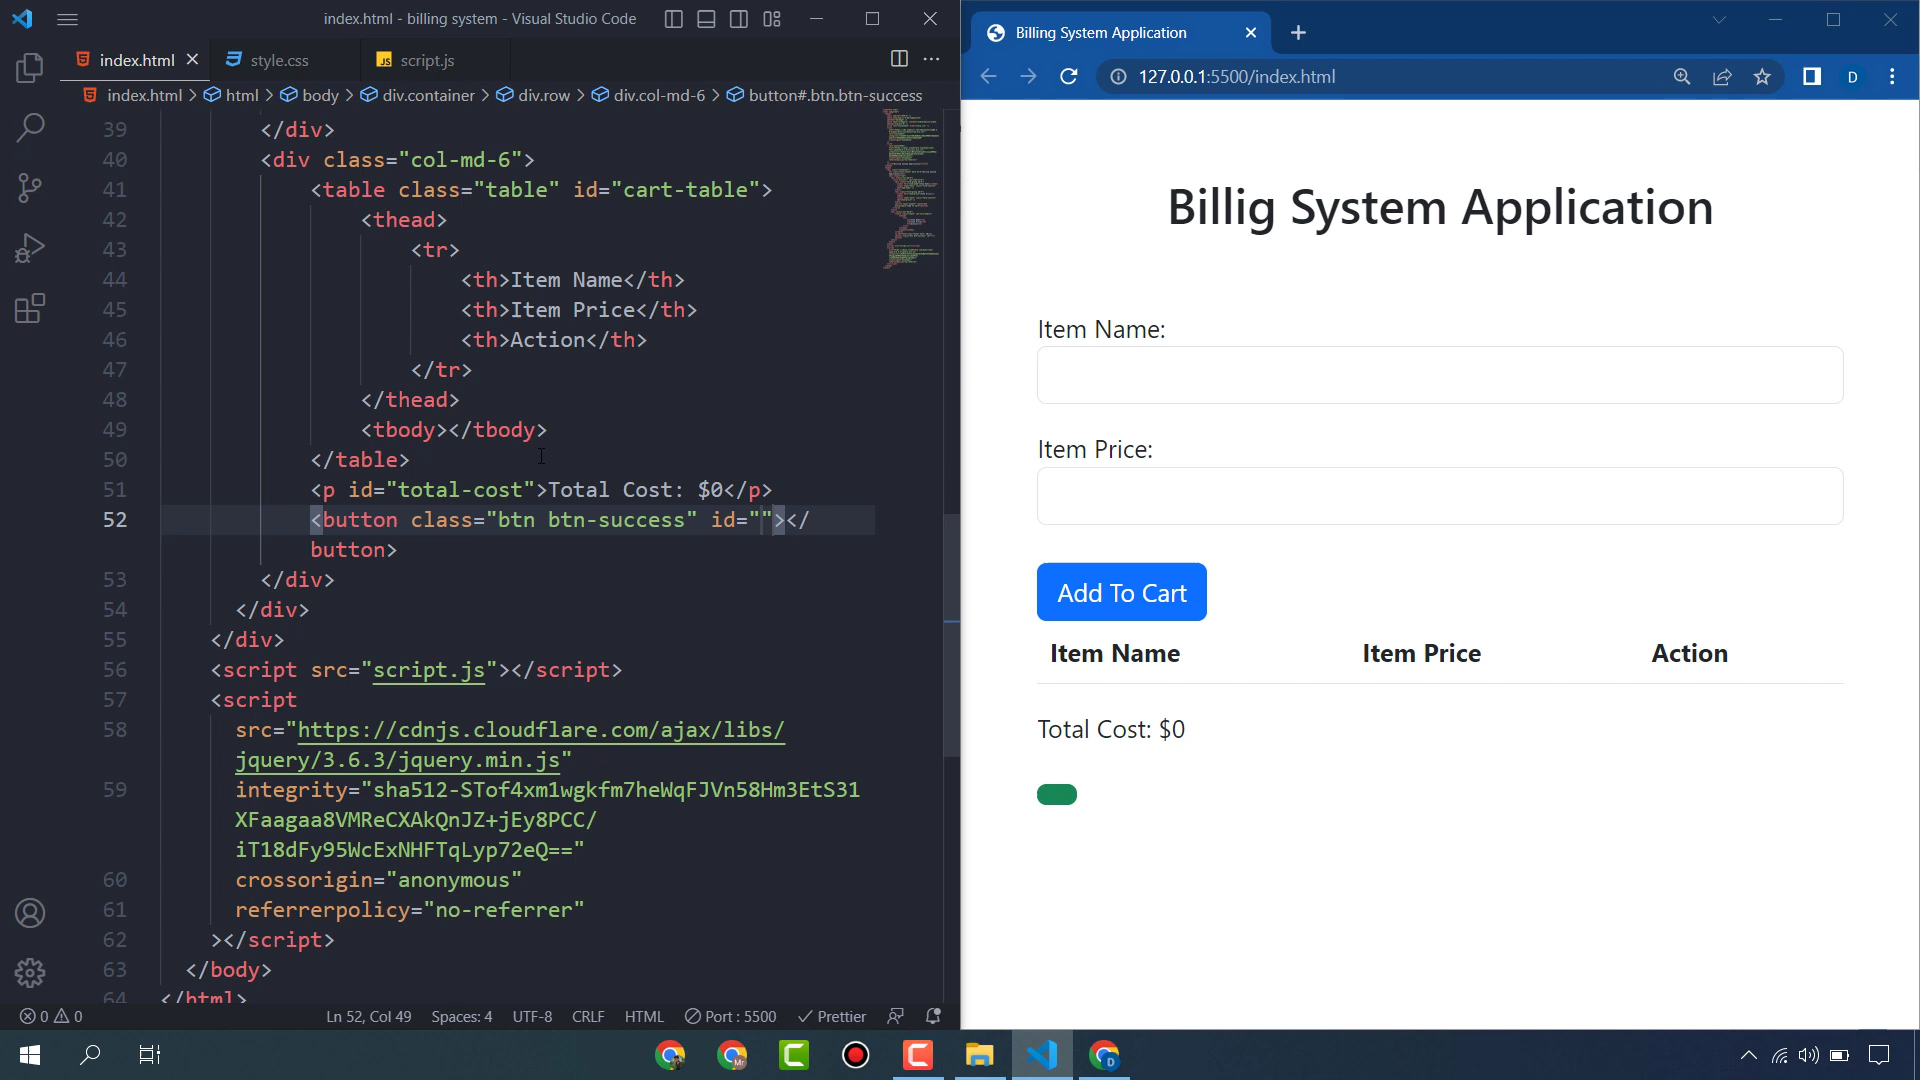 index.html - billing system - Visual Studio Code
index.html
style.css
JS script.js
index.html > html > body > div.container > div.row > div.col-md-6 > button#.btn.btn-success
39 </div>
40 <div class="col-md-6">
41 <table class="table" id="cart-table">
42 <thead>
43 <tr>
44 <th>Item Name</th>
45 <th>Item Price</th>
46 <th>Action</th>
47 </tr>
48 </thead>
49 <tbody></tbody>
50 </table>
51 <p id="total-cost">Total Cost: $0</p>
52 <button class="btn btn-success" id=""></
button>
53 </div>
54 </div>
55 </div>
56 <script src="script.js"></script>
57 <script
58 src="https://cdnjs.cloudflare.com/ajax/libs/
jquery/3.6.3/jquery.min.js"
59 integrity="sha512-STof4xm1wgkfm7heWqFJVn58Hm3EtS31
XFaagaa8VMReCXAkQnJZ+jEy8PCC/
iT18dFy95WcExNHFTqLyp72eQ=="
60 crossorigin="anonymous"
61 referrerpolicy="no-referrer"
62 ></script>
63 </body>
64 </html>
0 0
Ln 52, Col 49
Spaces: 4
UTF-8
CRLF
HTML
Port : 5500
Prettier
Billing System Application
127.0.0.1:5500/index.html
D
Billig System Application
Item Name:
Item Price:
Add To Cart
Item Name Item Price Action
Total Cost: $0
Mr
D